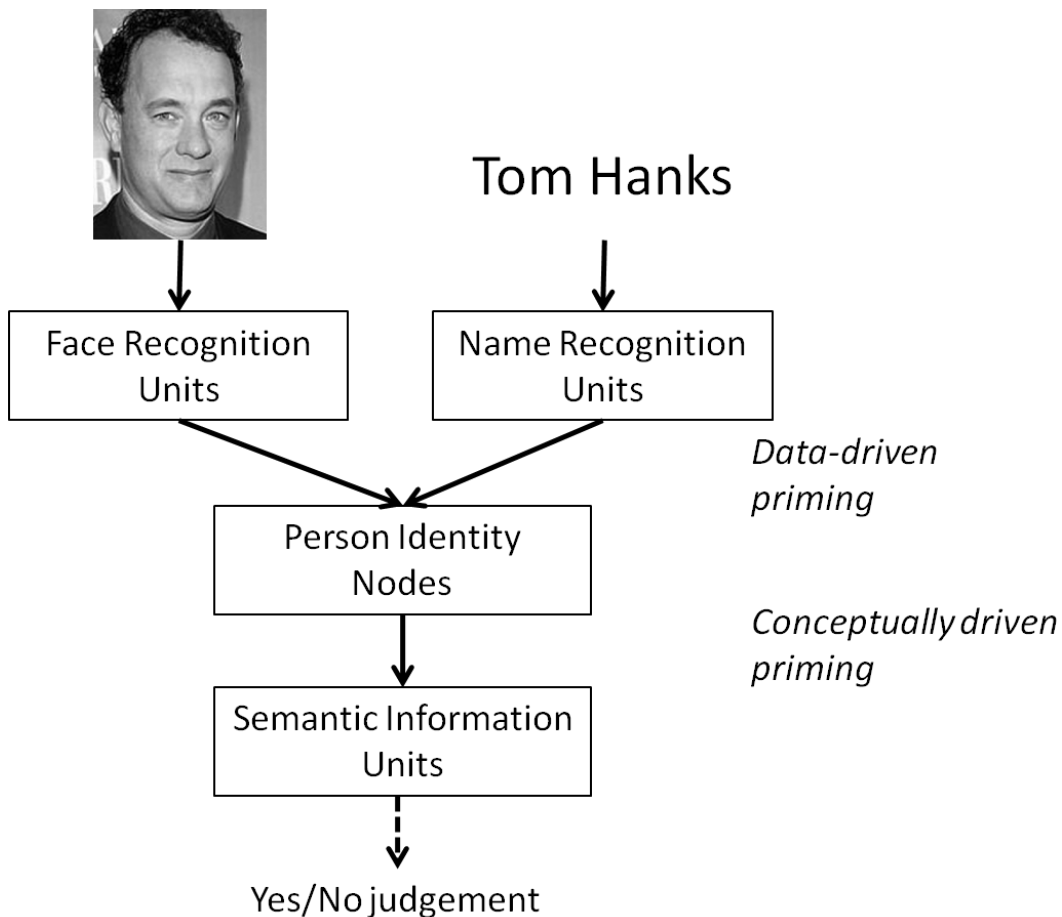 Tom Hanks
Face Recognition
Units
Name Recognition
Units
Data-driven
priming
Person Identity
Nodes
Conceptually driven
priming
Semantic Information
Units
Yes/No judgement